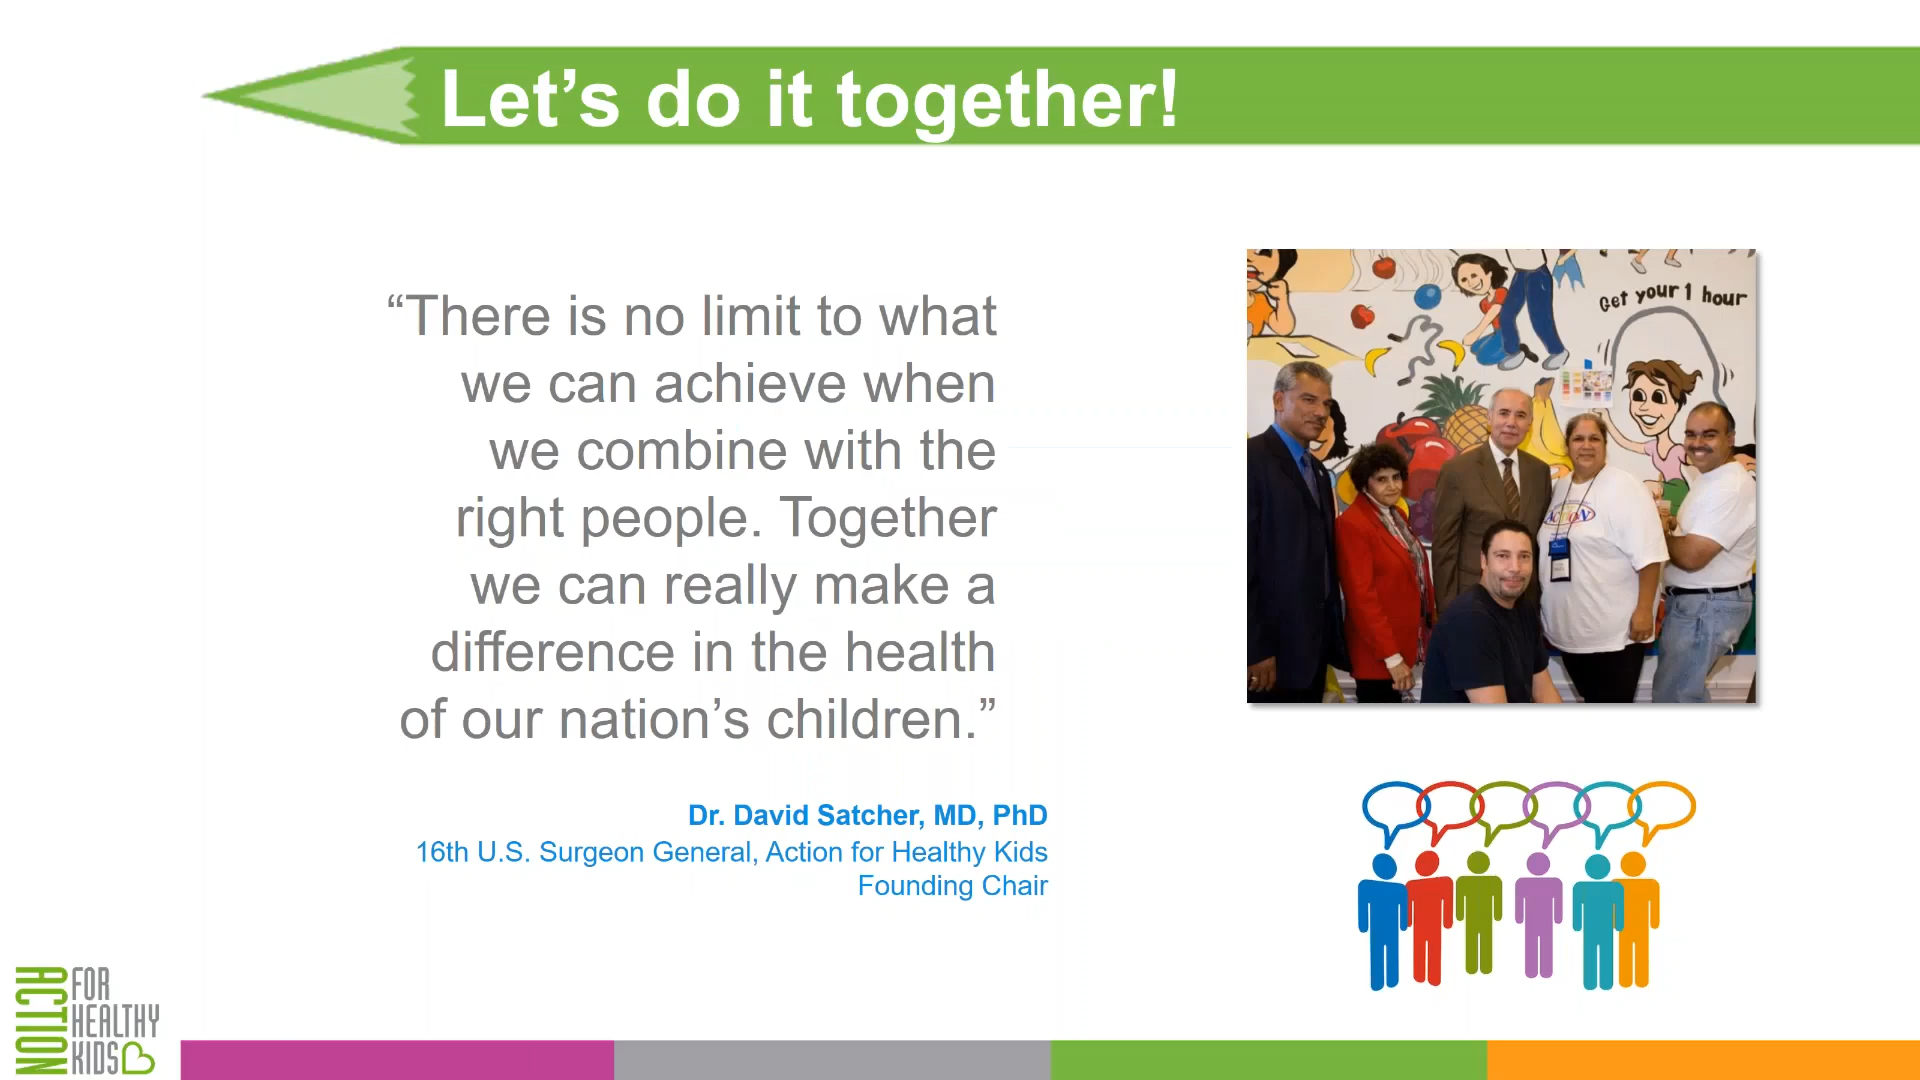 Let’s do it together!
“There is no limit to what
we can achieve when
we combine with the
right people. Together
we can really make a
difference in the health
of our nation’s children.”
Dr. David Satcher, MD, PhD
16th U.S. Surgeon General, Action for Healthy Kids
Founding Chair
Get your 1 hour
ACTION
ACTION
FOR
HEALTHY
KIDS